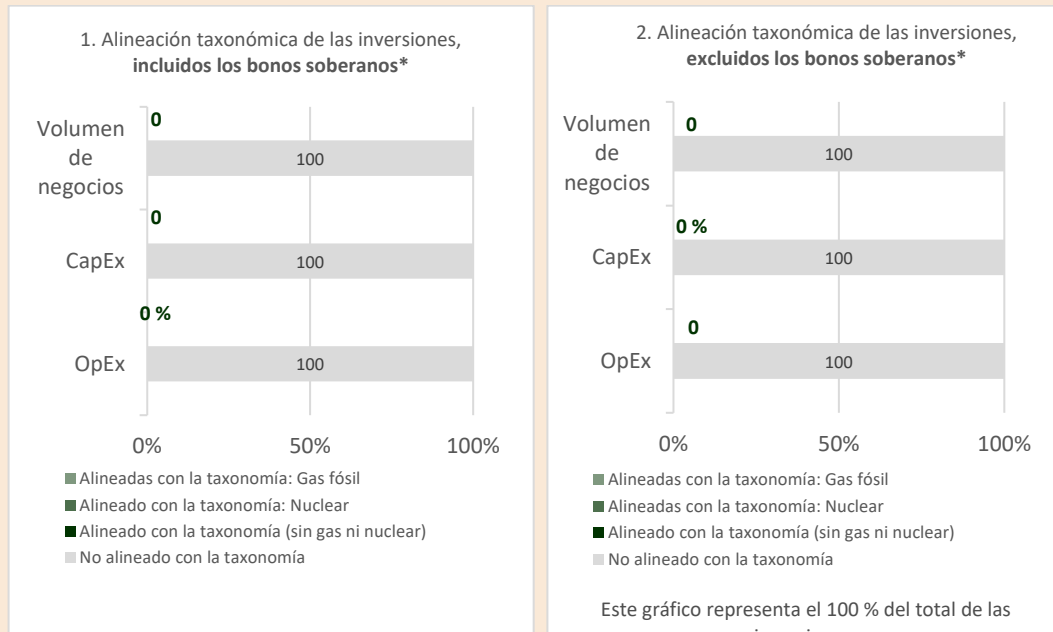 1. Alineación taxonómica de las inversiones,
incluidos los bonos soberanos*
Volumen
de
negocios
0
100
CapEx
0
100
0 %
OpEx
100
0%
50%
100%
Alineadas con la taxonomía: Gas fósil
Alineado con la taxonomía: Nuclear
Alineado con la taxonomía (sin gas ni nuclear)
No alineado con la taxonomía
2. Alineación taxonómica de las inversiones,
excluidos los bonos soberanos*
Volumen
de
negocios
0
100
0 %
CapEx
100
0
OpEx
100
0%
50%
100%
Alineadas con la taxonomía: Gas fósil
Alineadas con la taxonomía: Nuclear
Alineado con la taxonomía (sin gas ni nuclear)
No alineado con la taxonomía
Este gráfico representa el 100 % del total de las